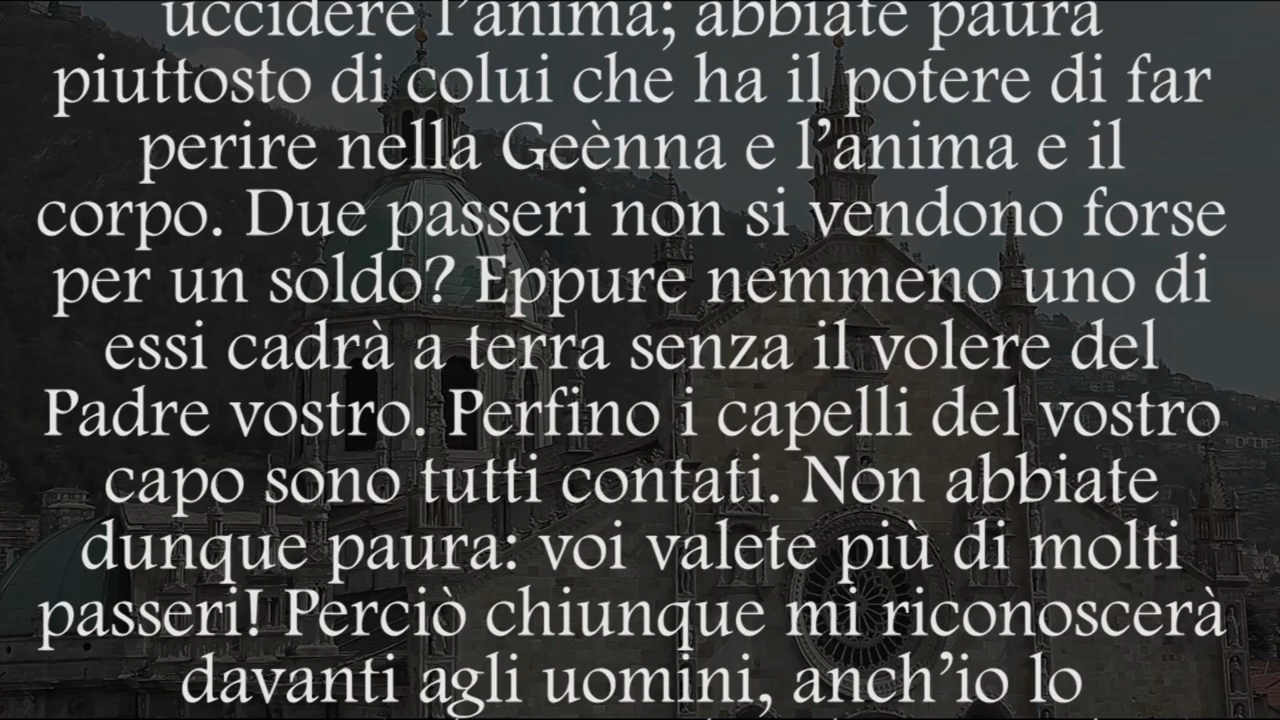 uccidere l’anima; abbiate paura
piuttosto di colui che ha il potere di far
perire nella Geènna e l’anima e il
corpo. Due passeri non si vendono forse
per un soldo? Eppure nemmeno uno di
essi cadrà a terra senza il volere del
Padre vostro. Perfino i capelli del vostro
capo sono tutti contati. Non abbiate
dunque paura: voi valete più di molti
passeri! Perciò chiunque mi riconoscerà
davanti agli uomini, anch’io lo